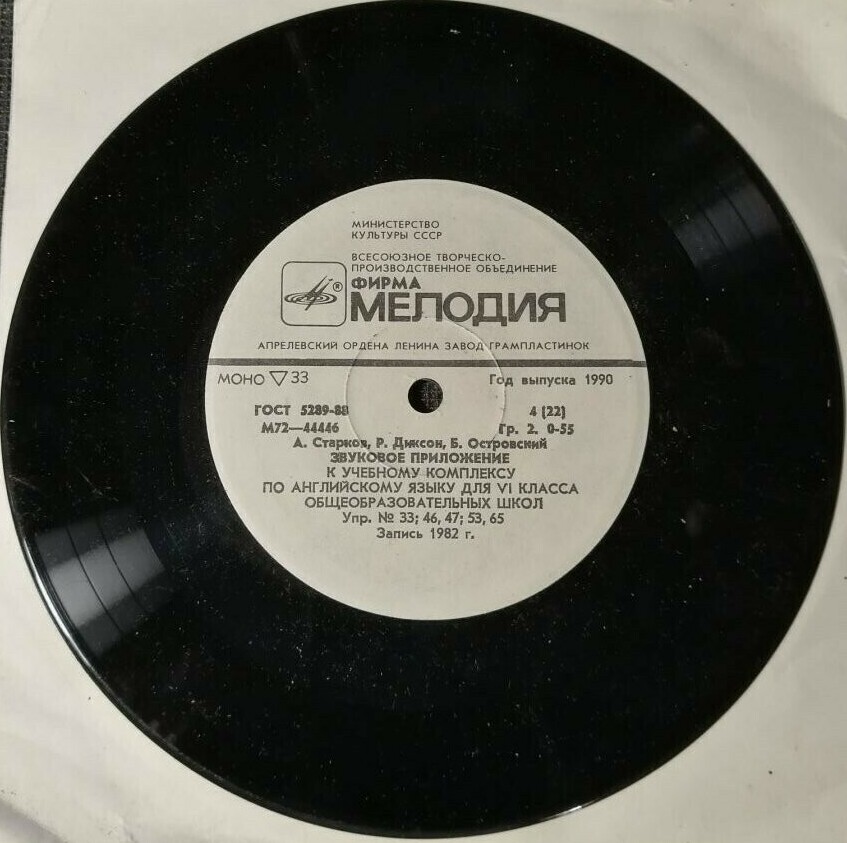 МИНИСТЕРСТВО
КУЛЬТУРЫ СССР
ВСЕСОЮЗНОЕ ТВОРЧЕСКО-
ПРОИЗВОДСТВЕННОЕ ОБЪЕДИНЕНИЕ
® ФИРМА
МЕЛОДИЯ
АПРЕЛЕВСКИЙ ОРДЕНА ЛЕНИНА ЗАВОД ГРАМПЛАСТИНОК
МОНО ▽ 33 Год выпуска 1990
ГОСТ 5289-88 4 (22)
М72—44446 Гр. 2. 0-55
А. Старков, Р. Диксон, Б. Островский
ЗВУКОВОЕ ПРИЛОЖЕНИЕ
К УЧЕБНОМУ КОМПЛЕКСУ
ПО АНГЛИЙСКОМУ ЯЗЫКУ ДЛЯ VI КЛАССА
ОБЩЕОБРАЗОВАТЕЛЬНЫХ ШКОЛ
Упр. № 33; 46, 47; 53, 65
Запись 1982 г.